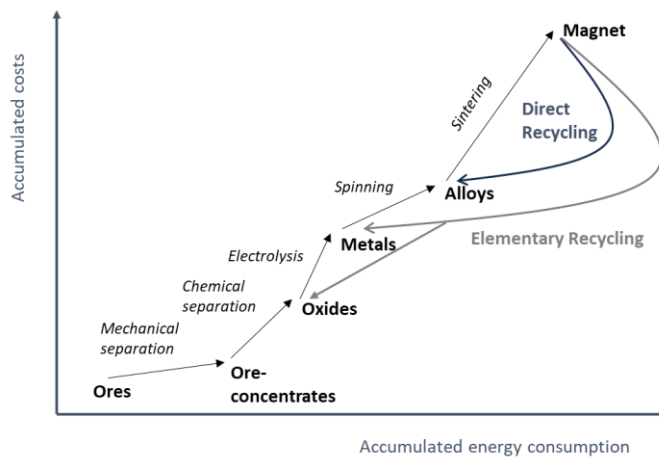 Magnet
Accumulated costs
Sintering
Direct
Recycling
Spinning
Alloys
Metals
Elementary Recycling
Electrolysis
Chemical
separation
Oxides
Mechanical
separation
Ores
Ore-
concentrates
Accumulated energy consumption